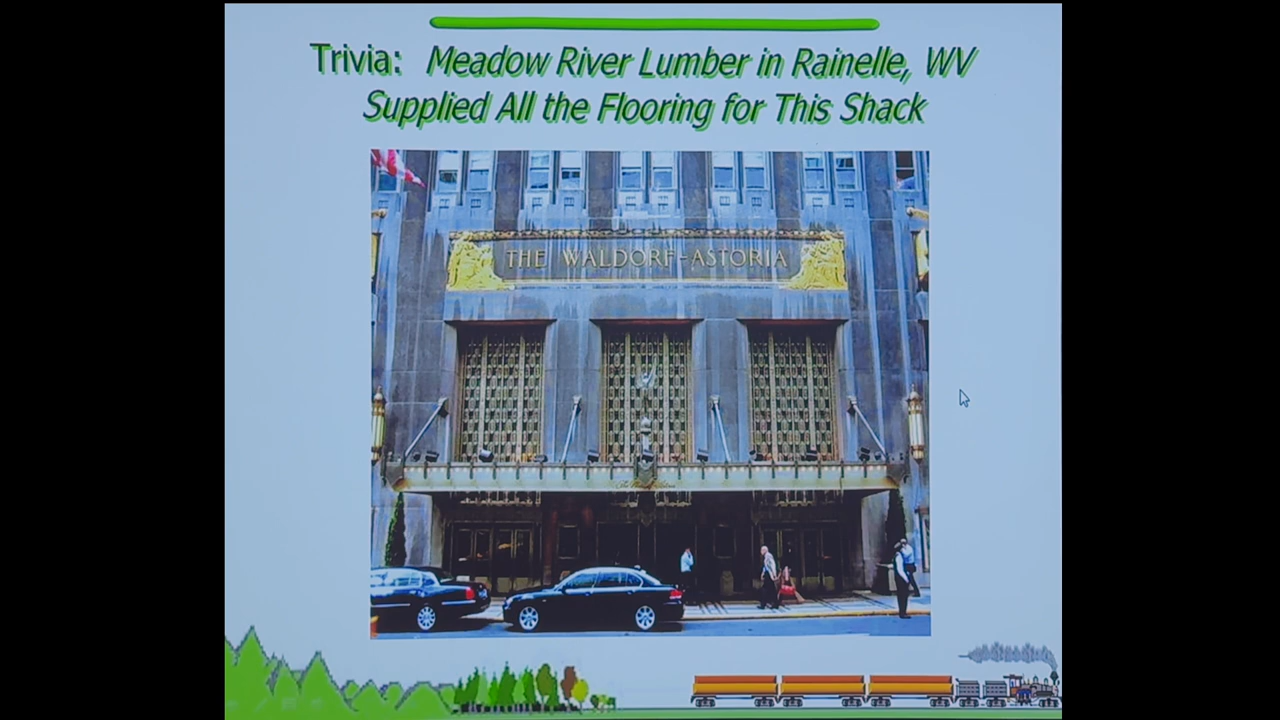 Trivia: Meadow River Lumber in Rainelle, WV
Supplied All the Flooring for This Shack
THE WALDORF-ASTORIA